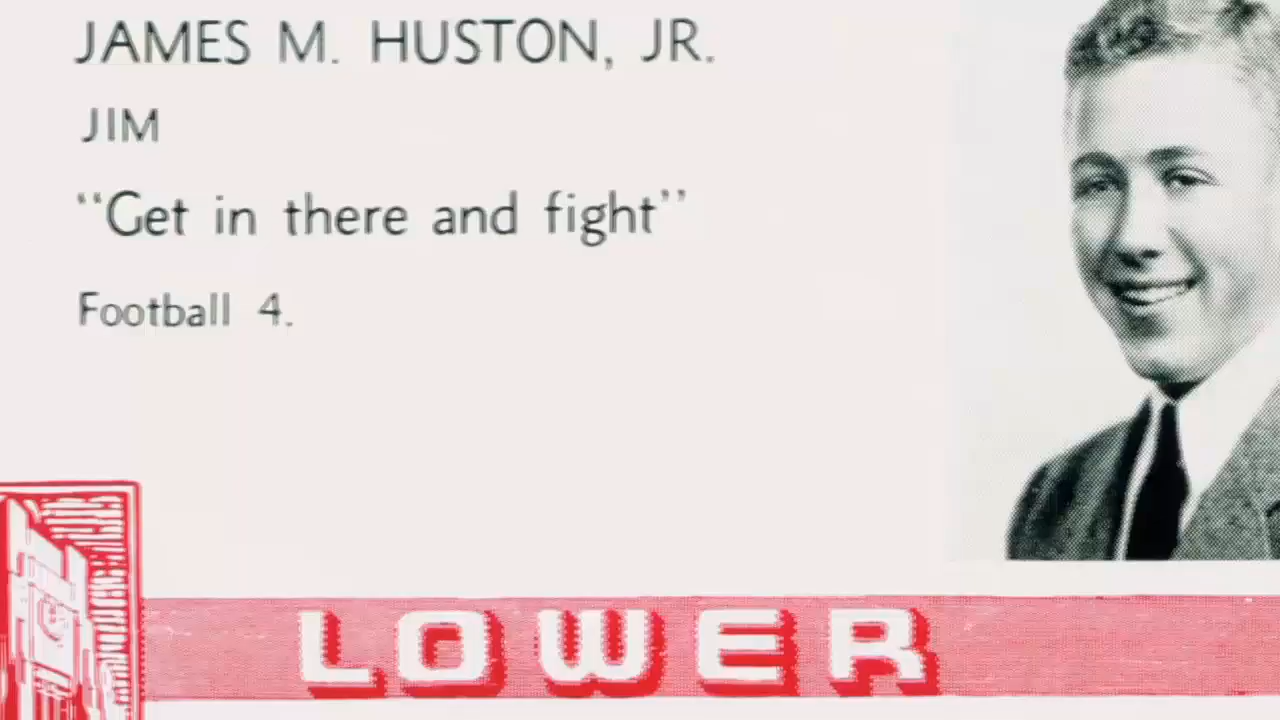 JAMES M. HUSTON, JR.
JIM
“Get in there and fight”
Football 4.
LOWER